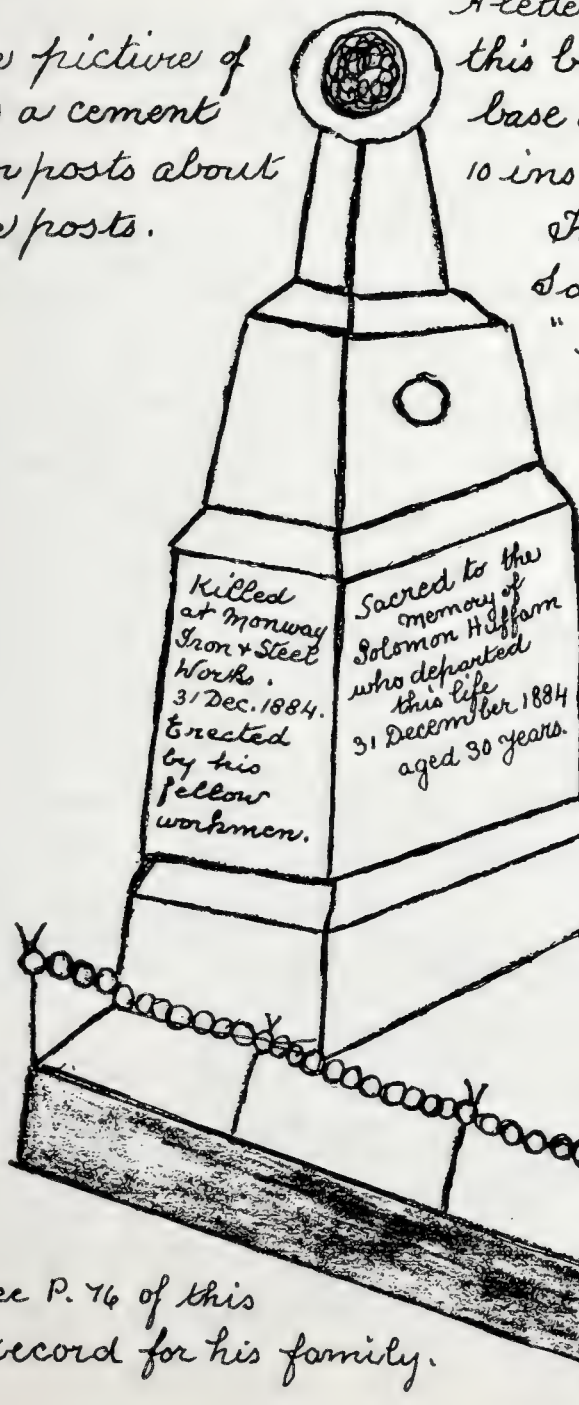 picture of
a cement
posts about
posts.
this
base
10 ins
Killed
at Monway
Iron + Steel
Works.
31 Dec. 1884.
Erected
by his
fellow
workmen.
Sacred to the
memory of
Solomon Huffam
who departed
this life
31 December 1884
aged 30 years.
P. 76 of this
record for his family.